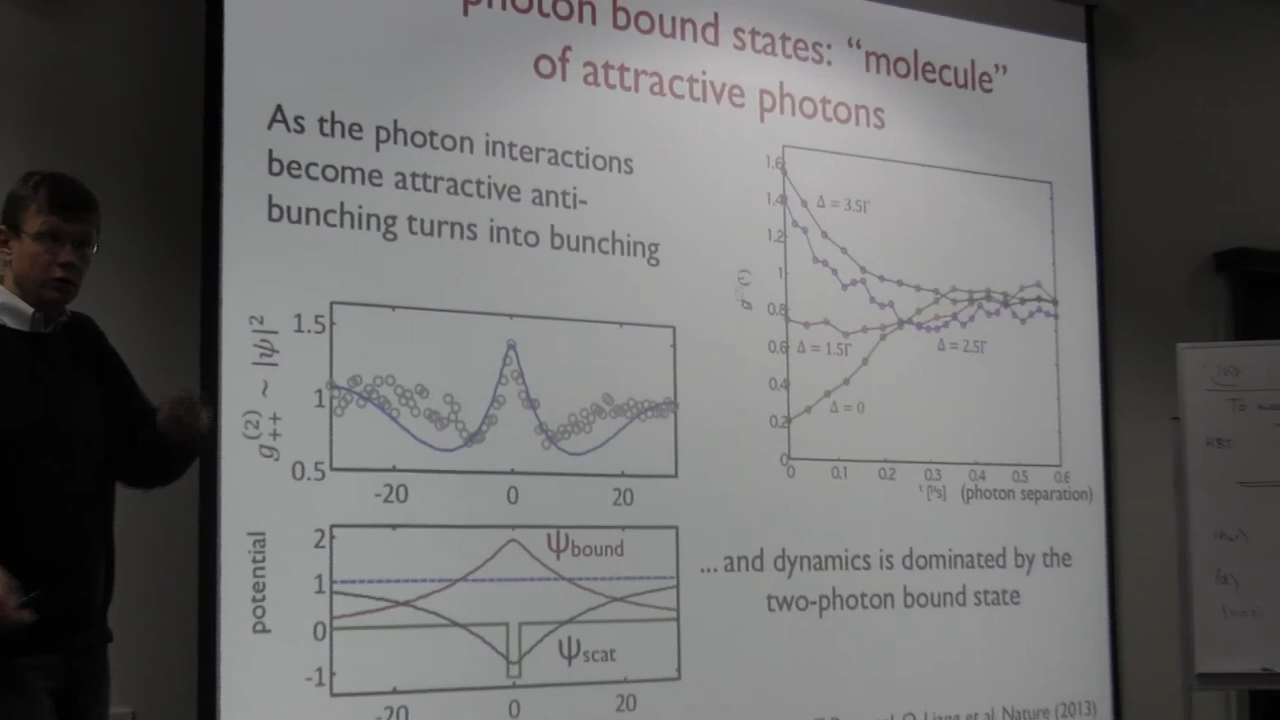 photon bound states: “molecule”
of attractive photons
As the photon interactions
become attractive anti-
bunching turns into bunching
1.5
1
0.5
g++(2) ~ |ψ|2
-20 0 20
potential
2
1
0
-1
Ψbound
Ψscat
-20 0 20
1.6
1.4
1.2
1
0.8
0.6
0.4
0.2
0
Δ = 3.5Γ
Δ = 1.5Γ
Δ = 2.5Γ
Δ = 0
0 0.1 0.2 0.3 0.4 0.5 0.6
τ [μs] (photon separation)
... and dynamics is dominated by the
two-photon bound state
Liang et al. Nature (2013)
HBT
To